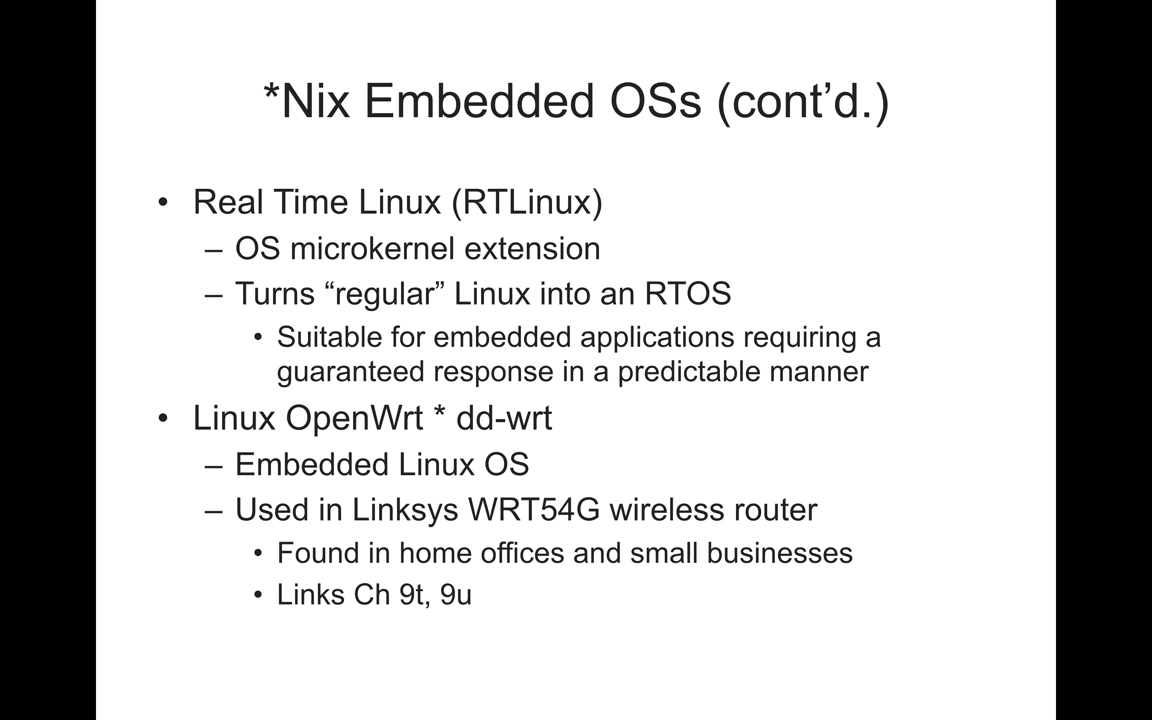 *Nix Embedded OSs (cont’d.)
• Real Time Linux (RTLinux)
– OS microkernel extension
– Turns “regular” Linux into an RTOS
• Suitable for embedded applications requiring a
guaranteed response in a predictable manner
• Linux OpenWrt * dd-wrt
– Embedded Linux OS
– Used in Linksys WRT54G wireless router
• Found in home offices and small businesses
• Links Ch 9t, 9u